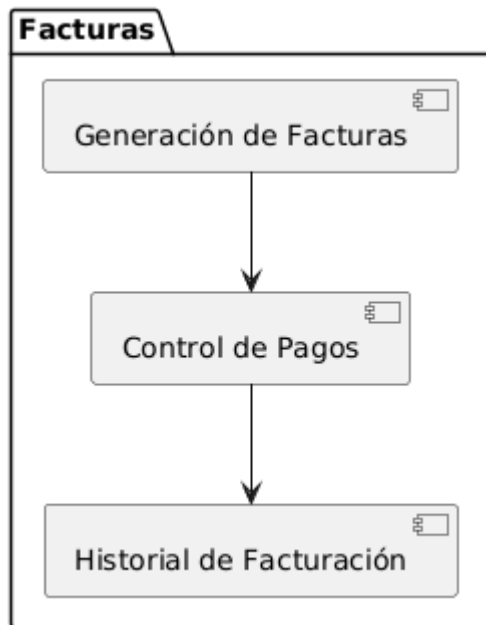 Facturas
Generación de Facturas
Control de Pagos
Historial de Facturación